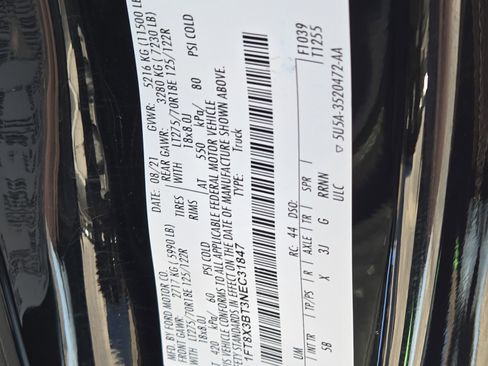 BY FORD MOTOR CO.
08/21
GVWR: 5216 KG (11500 LB
FRONT GAWR:
2717 KG ( 5990 LB)
REAR GAWR:
3280 KG ( 7230 LB)
LT275/70R18E 125/122R
WITH
LT275/70R18E 125/122R
TIRES
18x8.0J
RIMS
18x8.0J
AT 420 kPa/ 60 PSI COLD
AT 550 kPa/ 80 PSI COLD
THIS VEHICLE CONFORMS TO ALL APPLICABLE FEDERAL MOTOR VEHICLE
SAFETY STANDARDS IN EFFECT ON THE DATE OF MANUFACTURE SHOWN ABOVE.
1FT8X3BT3NEC31847
TYPE: Truck
F1039
11255
UM
RC: 44
DSO:
INT TR
TP/PS
R
AXLE
TR
SPR
5B
X
3J
G
RRNN
ULC
▽ 5U5A-3520472-AA